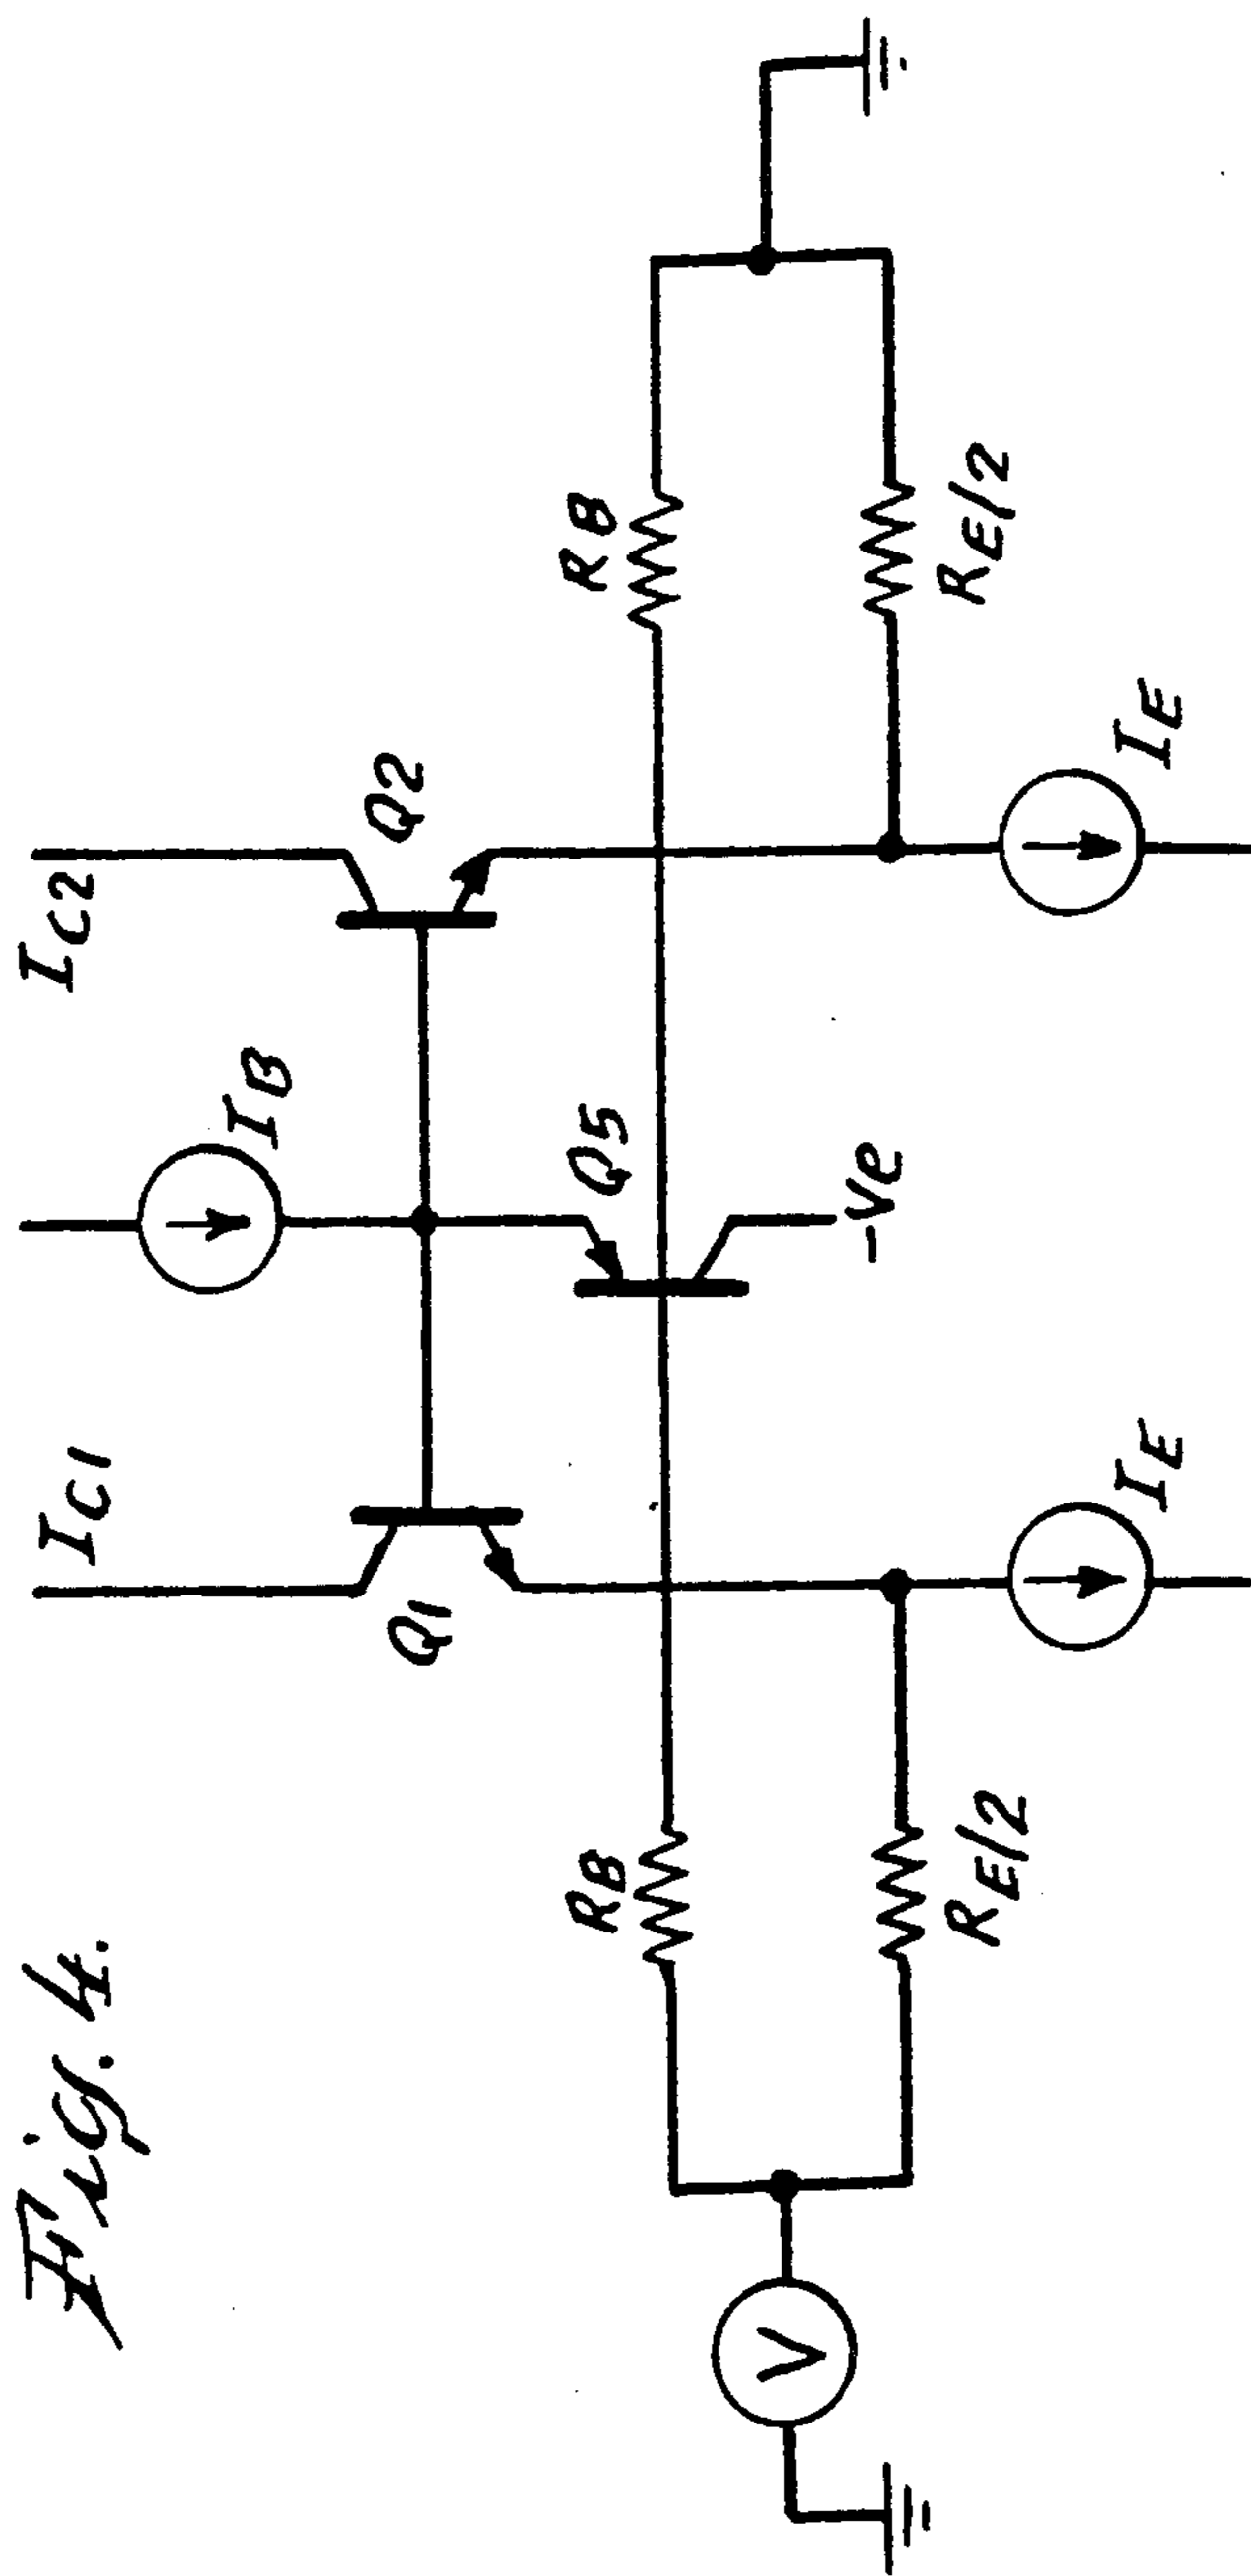 Fig. 4.
IC1
IB
IC2
Q1
Q2
Q5
RB
RB
-Ve
V
RE/2
RE/2
IE
IE